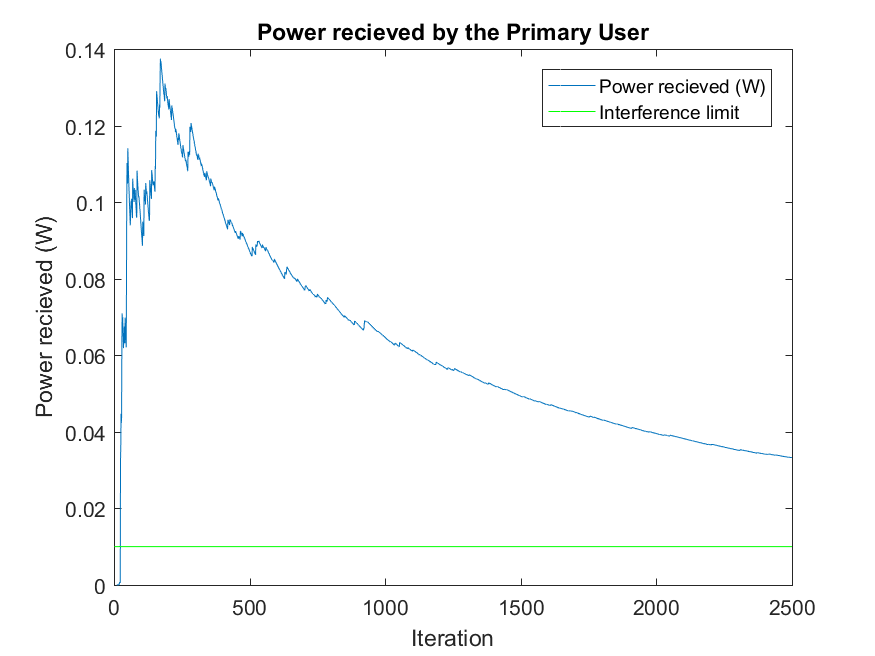 Power recieved by the Primary User
0.14
0.12
0.1
0.08
0.06
0.04
0.02
0
Power recieved (W)
Power recieved (W)
Interference limit
0
500
1000
1500
2000
2500
Iteration